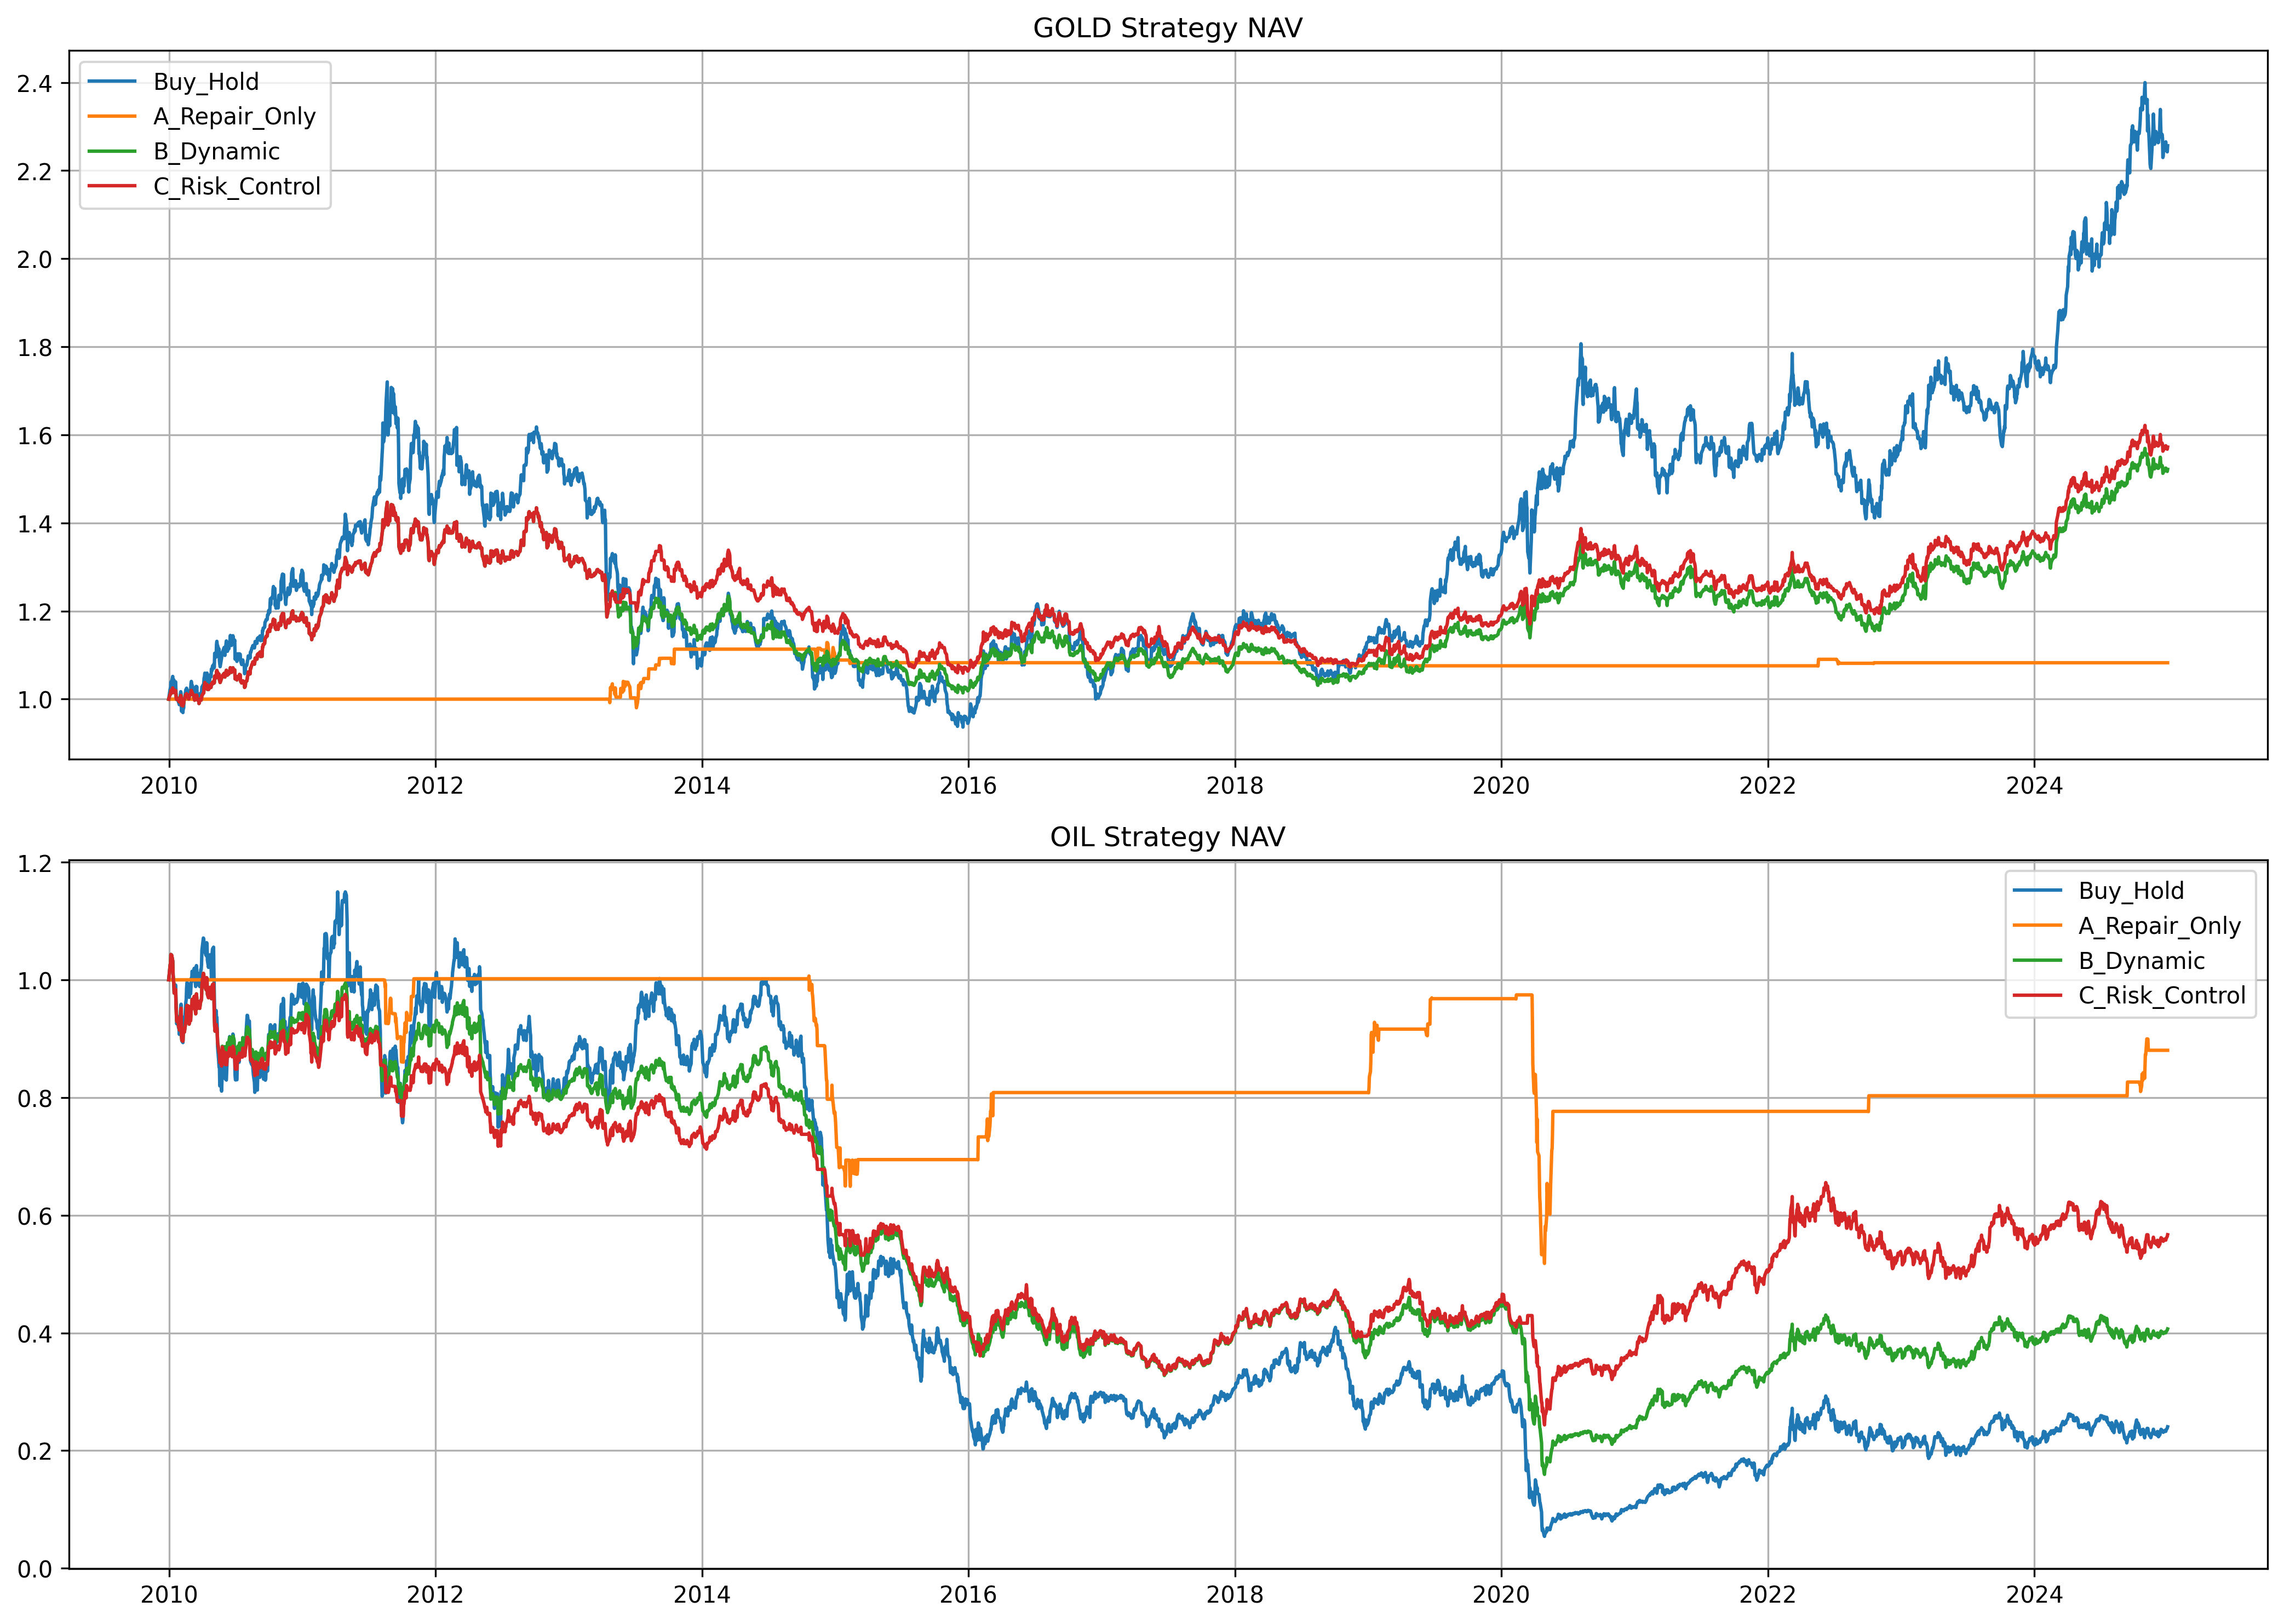 GOLD Strategy NAV
Buy_Hold
A_Repair_Only
B_Dynamic
C_Risk_Control
2.4
2.2
2.0
1.8
1.6
1.4
1.2
1.0
2010 2012 2014 2016 2018 2020 2022 2024
OIL Strategy NAV
Buy_Hold
A_Repair_Only
B_Dynamic
C_Risk_Control
1.2
1.0
0.8
0.6
0.4
0.2
0.0
2010 2012 2014 2016 2018 2020 2022 2024